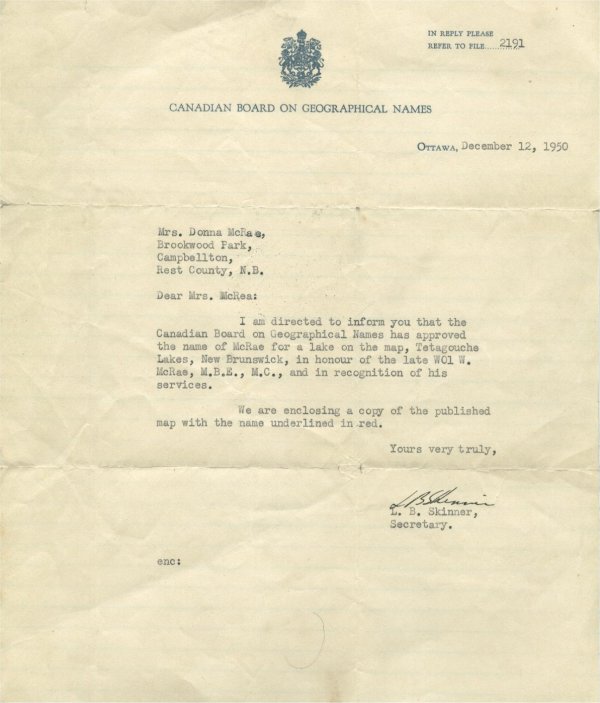 IN REPLY PLEASE
REFER TO FILE.....2191
CANADIAN BOARD ON GEOGRAPHICAL NAMES
OTTAWA, December 12, 1950
Mrs. Donna McRae,
Brookwood Park,
Campbellton,
Rest County, N.B.
Dear Mrs. McRea:
I am directed to inform you that the
Canadian Board on Geographical Names has approved
the name of McRae for a lake on the map, Tetagouche
Lakes, New Brunswick, in honour of the late WO1 W.
McRae, M.B.E., M.C., and in recognition of his
services.
We are enclosing a copy of the published
map with the name underlined in red.
Yours very truly,
L B Skinner
L. B. Skinner,
Secretary.
enc: